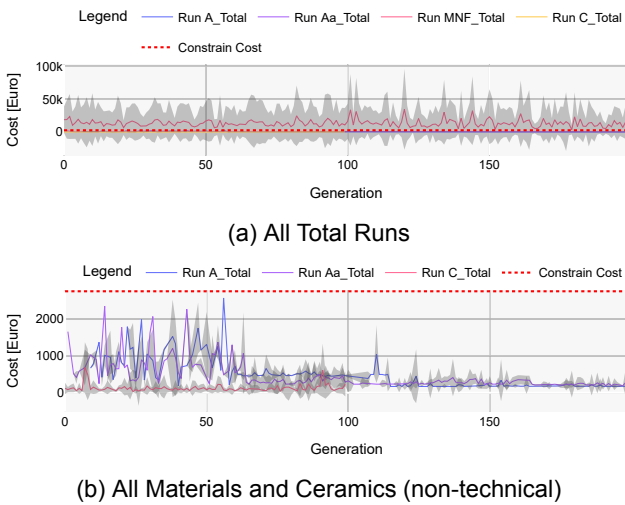 Legend Run A_Total Run Aa_Total Run MNF_Total Run C_Total
Constrain Cost
Cost [Euro]
100k
50k
0
0 50 100 150
Generation
(a) All Total Runs
Legend Run A_Total Run Aa_Total Run C_Total Constrain Cost
Cost [Euro]
2000
1000
0
0 50 100 150
Generation
(b) All Materials and Ceramics (non-technical)